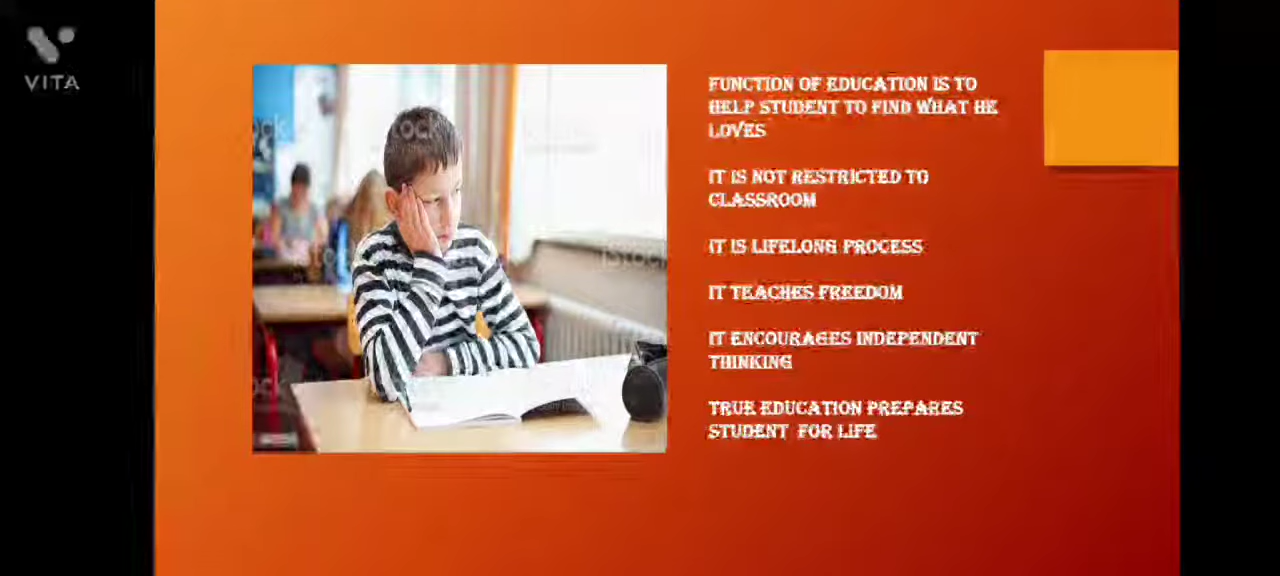 VITA
FUNCTION OF EDUCATION IS TO
HELP STUDENT TO FIND WHAT HE
LOVES
IT IS NOT RESTRICTED TO
CLASSROOM
IT IS LIFELONG PROCESS
IT TEACHES FREEDOM
IT ENCOURAGES INDEPENDENT
THINKING
TRUE EDUCATION PREPARES
STUDENT FOR LIFE